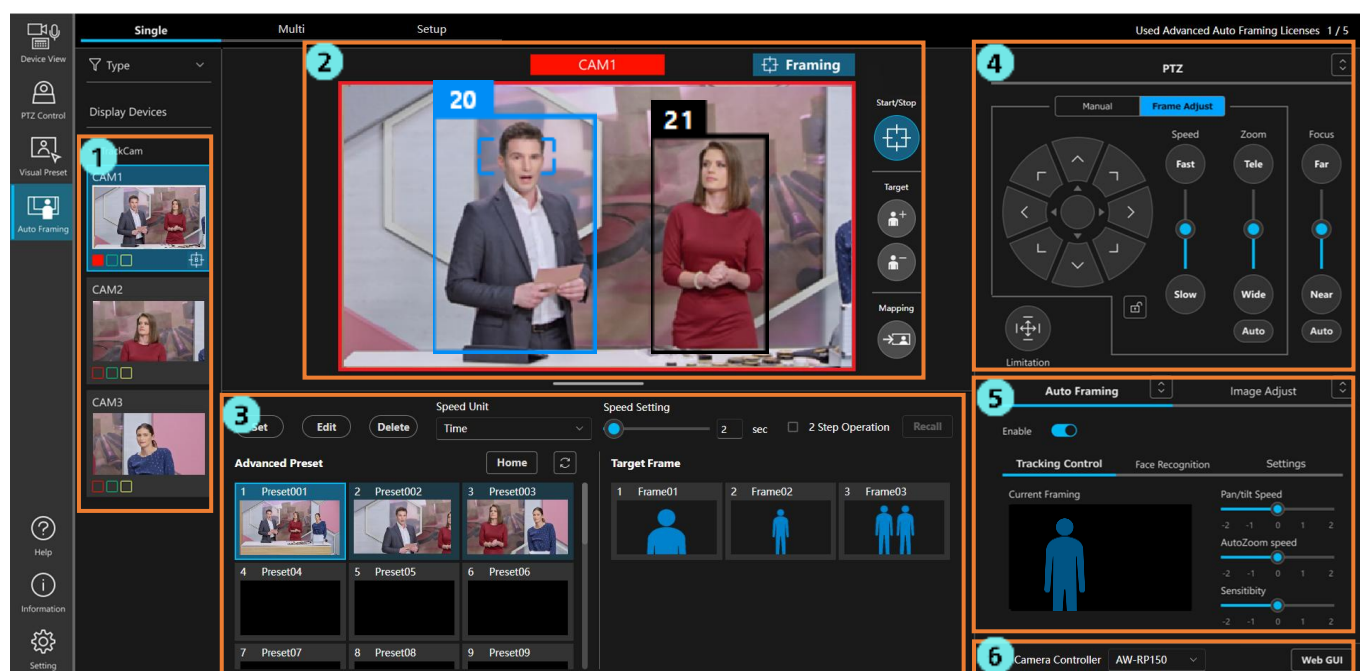 Single Multi Setup Used Advanced Auto Framing Licenses 1 / 5
Device View
PTZ Control
Visual Preset
Auto Framing
Help
Information
Setting
Type
Display Devices
1
CAM1
CAM2
CAM3
2
CAM1 Framing
20
21
Start/Stop
Target
Mapping
3
Edit Delete
Speed Unit
Time
Speed Setting
2 sec 2 Step Operation Recall
Advanced Preset Home
1 Preset001 2 Preset002 3 Preset003
4 Preset04 5 Preset05 6 Preset06
7 Preset07 8 Preset08 9 Preset09
Target Frame
1 Frame01 2 Frame02 3 Frame03
4
PTZ
Manual Frame Adjust
Speed Zoom Focus
Fast Tele Far
Slow Wide Near
Auto Auto
Limitation
5
Auto Framing Image Adjust
Enable
Tracking Control Face Recognition Settings
Current Framing
Pan/tilt Speed
-2 -1 0 1 2
AutoZoom speed
-2 -1 0 1 2
Sensitibity
-2 -1 0 1 2
6
Camera Controller AW-RP150 Web GUI